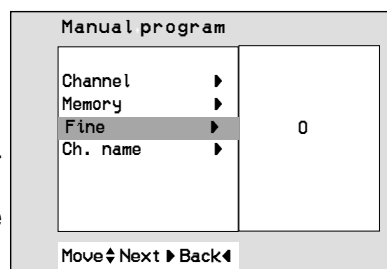 Manual program
Channel
Memory
Fine 0
Ch. name
Move Next Back